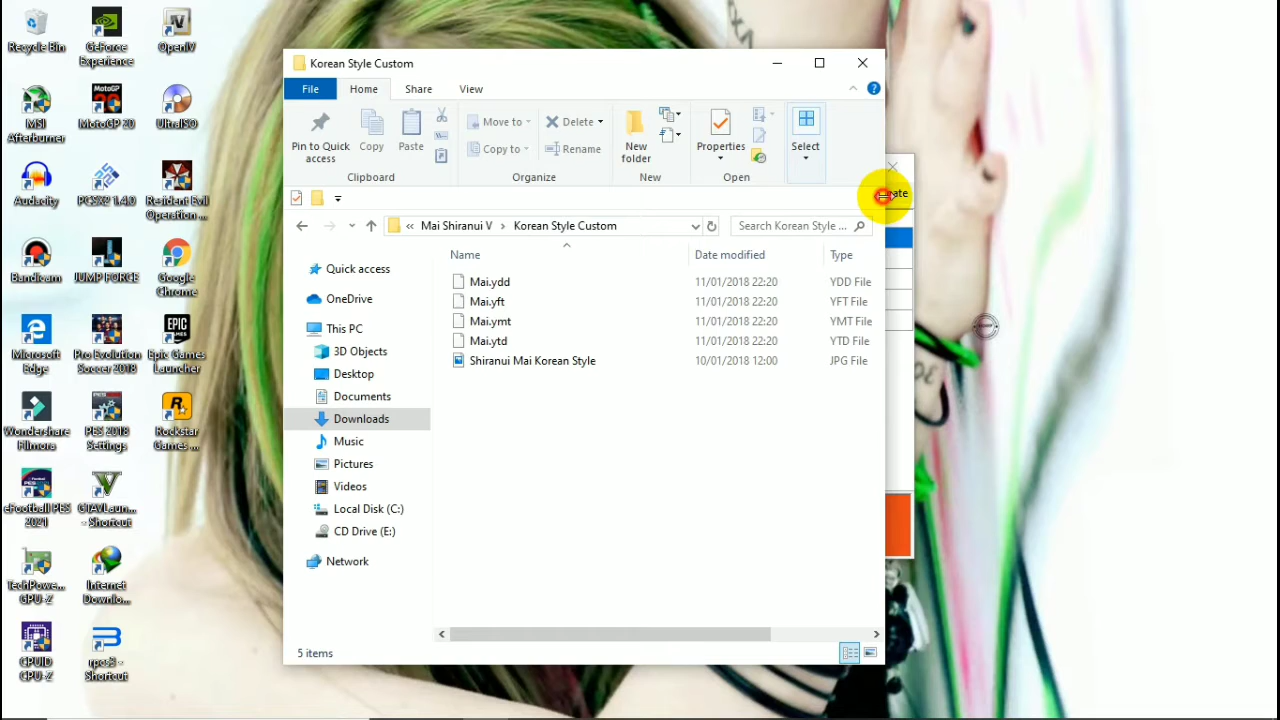 Recycle Bin
GeForce
Experience
OpenIV
MSI
Afterburner
MotoGP 20
UltraISO
Audacity
PCSXP 1.4.0
Resident Evil
Operation ...
Bandicam
JUMP FORCE
Google
Chrome
Microsoft
Edge
Pro Evolution
Soccer 2018
Epic Games
Launcher
Wondershare
Filmora
PES 2018
Settings
Rockstar
Games ...
eFootball PES
2021
GTAVLaun...
- Shortcut
TechPowe...
GPU-Z
Internet
Downlo...
CPUID
CPU-Z
rpcs3 -
Shortcut
Korean Style Custom
File
Home
Share
View
Pin to Quick
access
Copy
Paste
Clipboard
Move to
Copy to
Delete
Rename
Organize
New
folder
New
Properties
Open
Select
Mai Shiranui V
Korean Style Custom
Search Korean Style ...
Name
Date modified
Type
Quick access
OneDrive
This PC
3D Objects
Desktop
Documents
Downloads
Music
Pictures
Videos
Local Disk (C:)
CD Drive (E:)
Network
Mai.ydd 11/01/2018 22:20 YDD File
Mai.yft 11/01/2018 22:20 YFT File
Mai.ymt 11/01/2018 22:20 YMT File
Mai.ytd 11/01/2018 22:20 YTD File
Shiranui Mai Korean Style 10/01/2018 12:00 JPG File
5 items